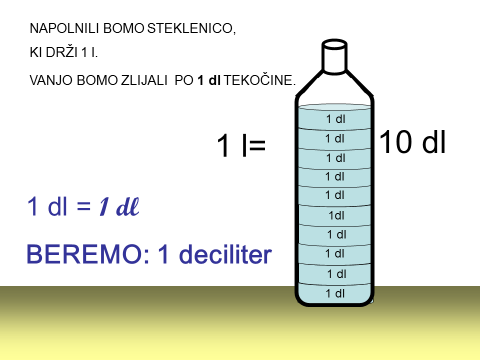 NAPOLNILI BOMO STEKLENICO,
KI DRŽI 1 l.
VANJO BOMO ZLIJALI PO 1 dl TEKOČINE.
1 l=
10 dl
1 dl
1 dl
1 dl
1 dl
1 dl
1dl
1 dl
1 dl
1 dl
1 dl
1 dl = 1 dl
BEREMO: 1 deciliter